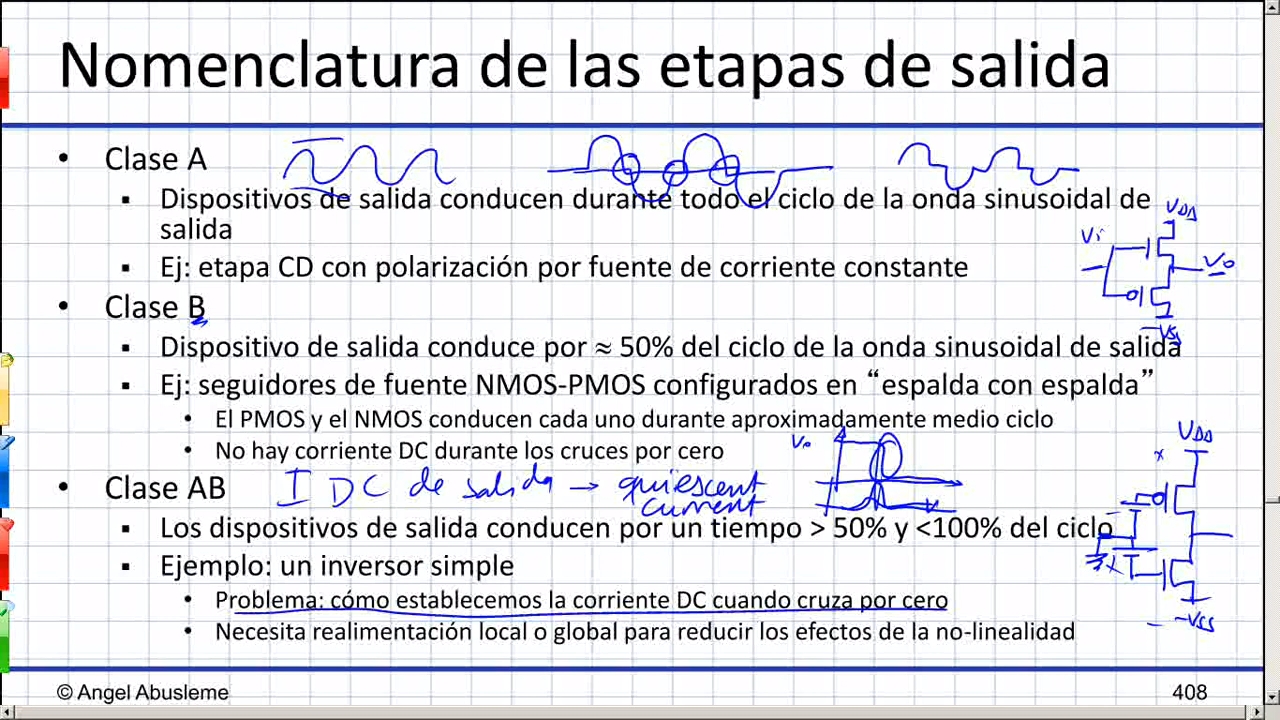 Nomenclatura de las etapas de salida
• Clase A
▪ Dispositivos de salida conducen durante todo el ciclo de la onda sinusoidal de
salida
▪ Ej: etapa CD con polarización por fuente de corriente constante
VDD
Vi
Vo
• Clase B
-VSS
▪ Dispositivo de salida conduce por ≈ 50% del ciclo de la onda sinusoidal de salida
▪ Ej: seguidores de fuente NMOS-PMOS configurados en “espalda con espalda”
• El PMOS y el NMOS conducen cada uno durante aproximadamente medio ciclo
• No hay corriente DC durante los cruces por cero
Vo
VDD
• Clase AB I DC de salida → quiescent
current
▪ Los dispositivos de salida conducen por un tiempo > 50% y <100% del ciclo
▪ Ejemplo: un inversor simple
• Problema: cómo establecemos la corriente DC cuando cruza por cero
-VSS
• Necesita realimentación local o global para reducir los efectos de la no-linealidad
© Angel Abusleme
408